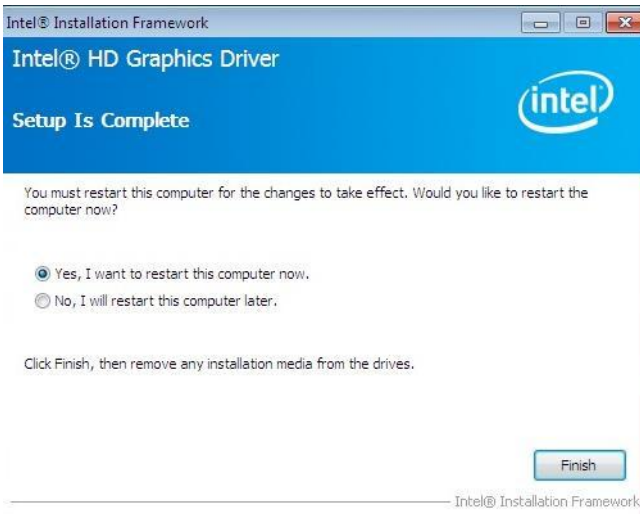 Intel® Installation Framework
Intel® HD Graphics Driver
intel
Setup Is Complete
You must restart this computer for the changes to take effect. Would you like to restart the
computer now?
Yes, I want to restart this computer now.
No, I will restart this computer later.
Click Finish, then remove any installation media from the drives.
Finish
Intel® Installation Framework